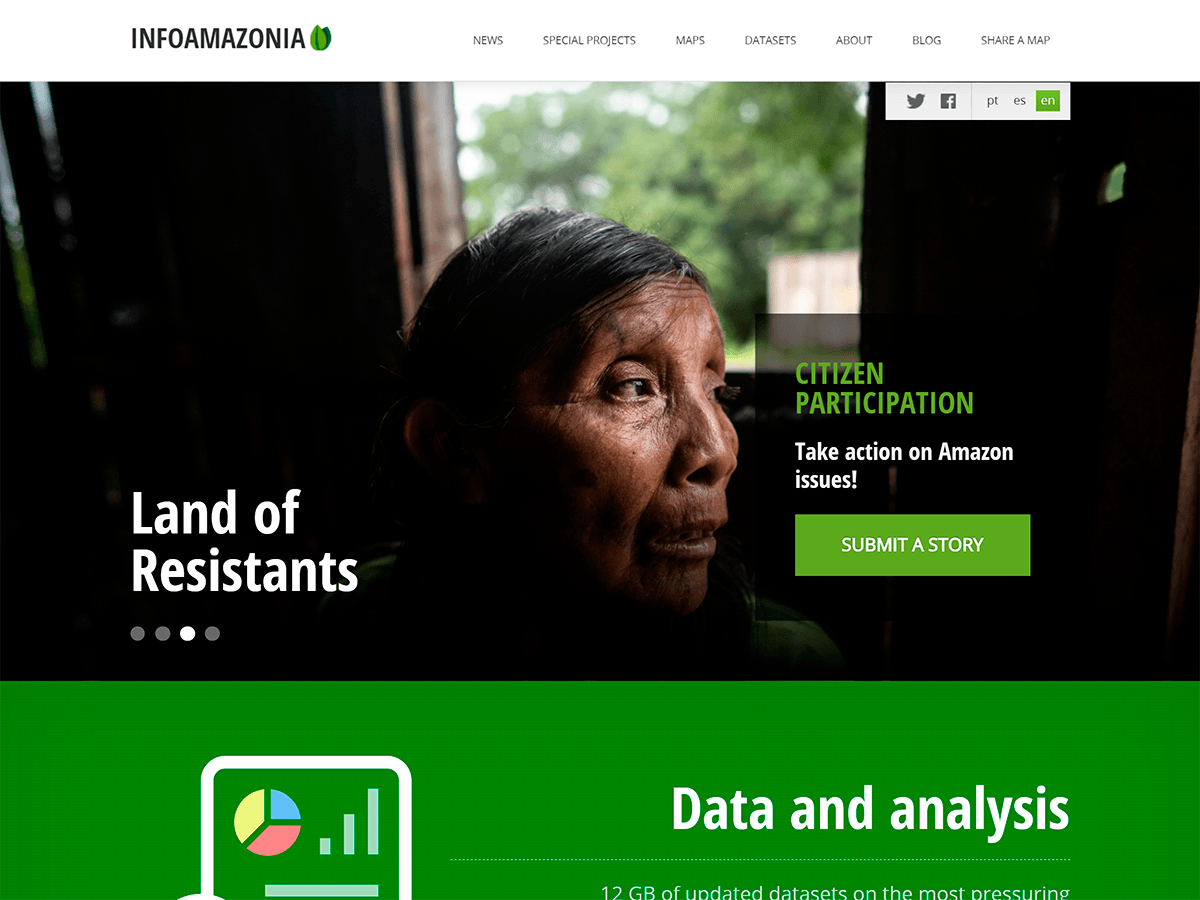 INFOAMAZONIA
NEWS SPECIAL PROJECTS MAPS DATASETS ABOUT BLOG SHARE A MAP
pt es en
CITIZEN
PARTICIPATION
Take action on Amazon
issues!
SUBMIT A STORY
Land of
Resistants
Data and analysis
12 GB of updated datasets on the most pressuring